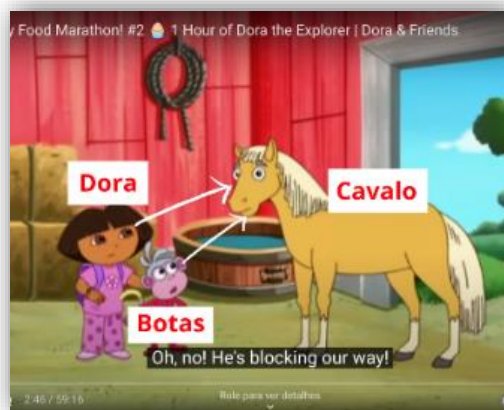 y Food Marathon! #2 🧁 1 Hour of Dora the Explorer | Dora & Friends
Dora
Cavalo
Botas
Oh, no! He's blocking our way!
2:46 / 59:16
Role para ver detalhes